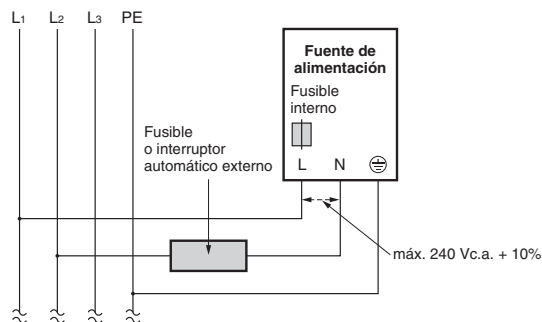 L1 L2 L3 PE
Fuente de
alimentación
Fusible
interno
L N
Fusible
o interruptor
automático externo
máx. 240 Vc.a. + 10%